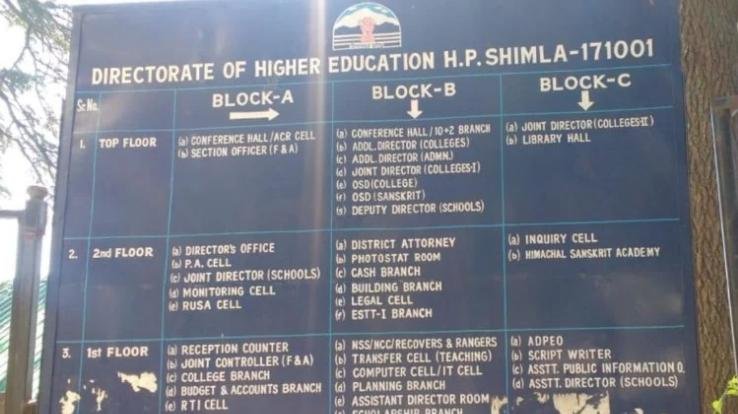 DIRECTORATE OF HIGHER EDUCATION H.P. SHIMLA-171001
Sr.No.
BLOCK-A
BLOCK-B
BLOCK-C
1. TOP FLOOR
(a) CONFERENCE HALL/ACR CELL
(b) SECTION OFFICER (F & A)
(a) CONFERENCE HALL/10+2 BRANCH
(b) ADDL.DIRECTOR (COLLEGES)
(c) ADDL.DIRECTOR (ADMN.)
(d) JOINT DIRECTOR (COLLEGES-I)
(e) OSD(COLLEGE)
(f) OSD (SANSKRIT)
(g) DEPUTY DIRECTOR (SCHOOLS)
(a) JOINT DIRECTOR (COLLEGES-II)
(b) LIBRARY HALL
2. 2nd FLOOR
(a) DIRECTOR'S OFFICE
(b) P.A. CELL
(c) JOINT DIRECTOR (SCHOOLS)
(d) MONITORING CELL
(e) RUSA CELL
(a) DISTRICT ATTORNEY
(b) PHOTOSTAT ROOM
(c) CASH BRANCH
(d) BUILDING BRANCH
(e) LEGAL CELL
(f) ESTT-I BRANCH
(a) INQUIRY CELL
(b) HIMACHAL SANSKRIT ACADEMY
3. 1st FLOOR
(a) RECEPTION COUNTER
(b) JOINT CONTROLLER (F & A)
(c) COLLEGE BRANCH
(d) BUDGET & ACCOUNTS BRANCH
(e) RTI CELL
(a) NSS/NCC/RECOVERS & RANGERS
(b) TRANSFER CELL (TEACHING)
(c) COMPUTER CELL/IT CELL
(d) PLANNING BRANCH
(e) ASSISTANT DIRECTOR ROOM
SCHOLARSHIP BRANCH
(a) ADPEO
(b) SCRIPT WRITER
(c) ASSTT. PUBLIC INFORMATION O.
(d) ASSTT. DIRECTOR (SCHOOLS)